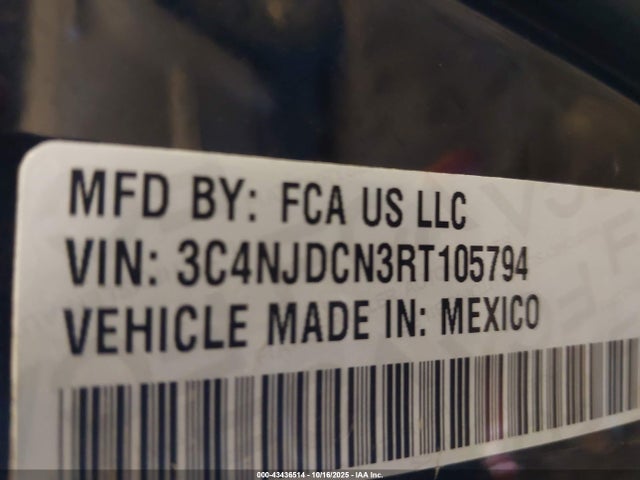 MFD BY: FCA US LLC
VIN: 3C4NJDCN3RT105794
VEHICLE MADE IN: MEXICO
000-43436514 - 10/16/2025 - IAA Inc.